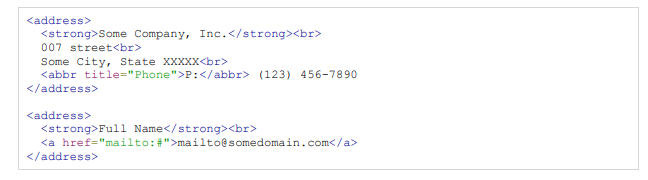 <address>
<strong>Some Company, Inc.</strong><br>
007 street<br>
Some City, State XXXXX<br>
<abbr title="Phone">P:</abbr> (123) 456-7890
</address>
<address>
<strong>Full Name</strong><br>
<a href="mailto:#">mailto@somedomain.com</a>
</address>